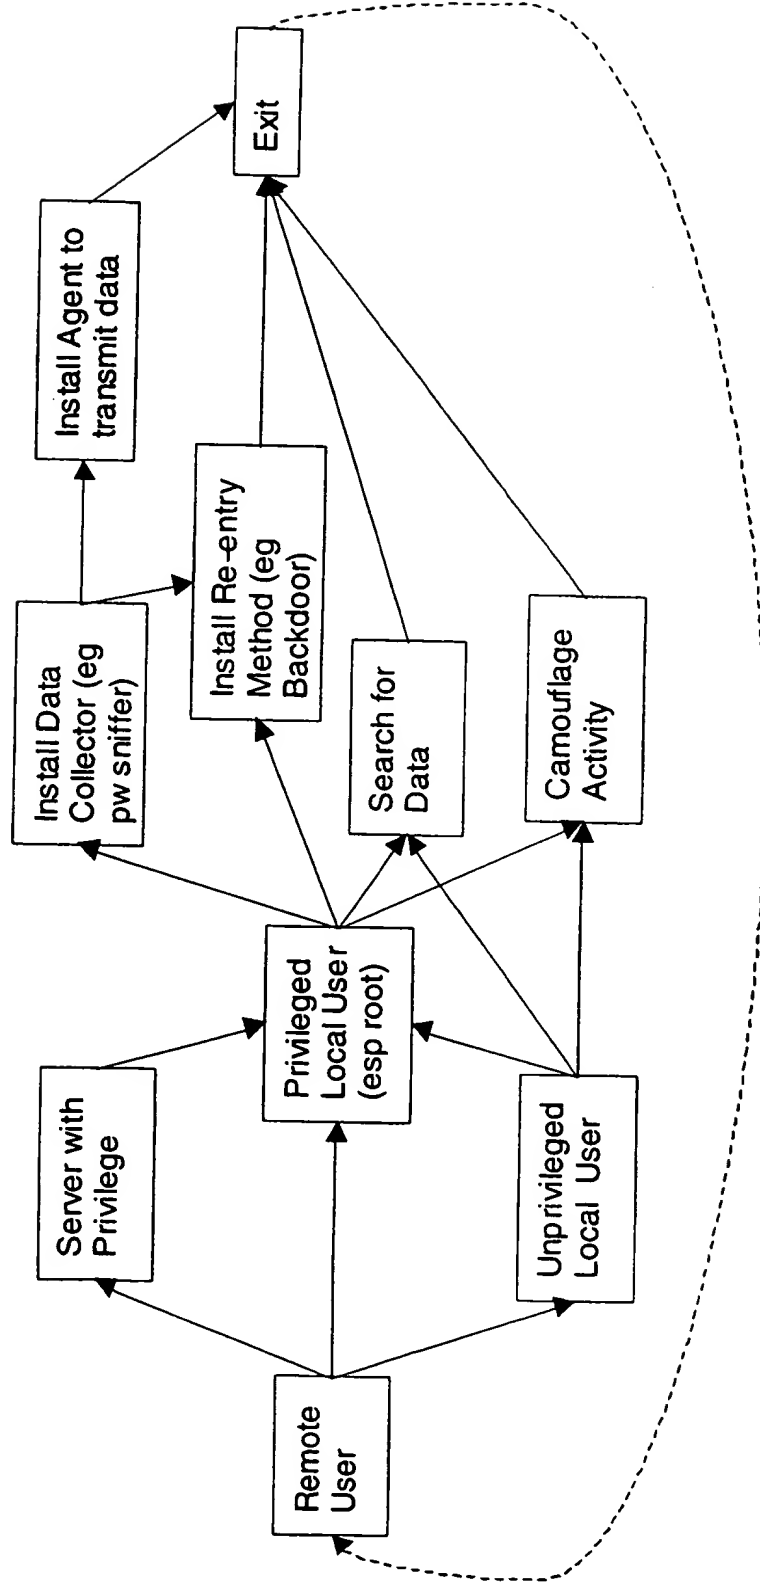 Remote
User
Server with
Privilege
Privileged
Local User
(esp root)
Unprivileged
Local User
Install Data
Collector (eg
pw sniffer)
Install Re-entry
Method (eg
Backdoor)
Search for
Data
Camouflage
Activity
Install Agent to
transmit data
Exit